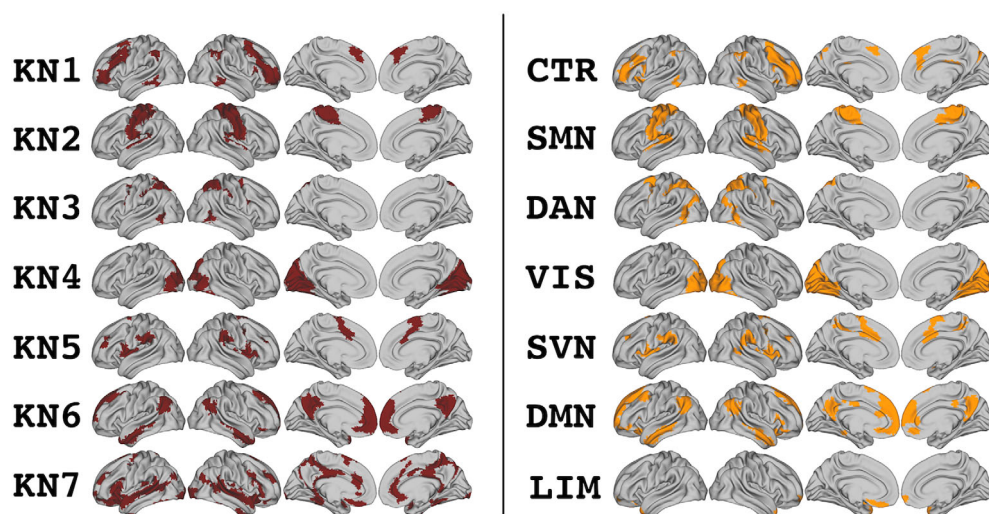 KN1
KN2
KN3
KN4
KN5
KN6
KN7
CTR
SMN
DAN
VIS
SVN
DMN
LIM